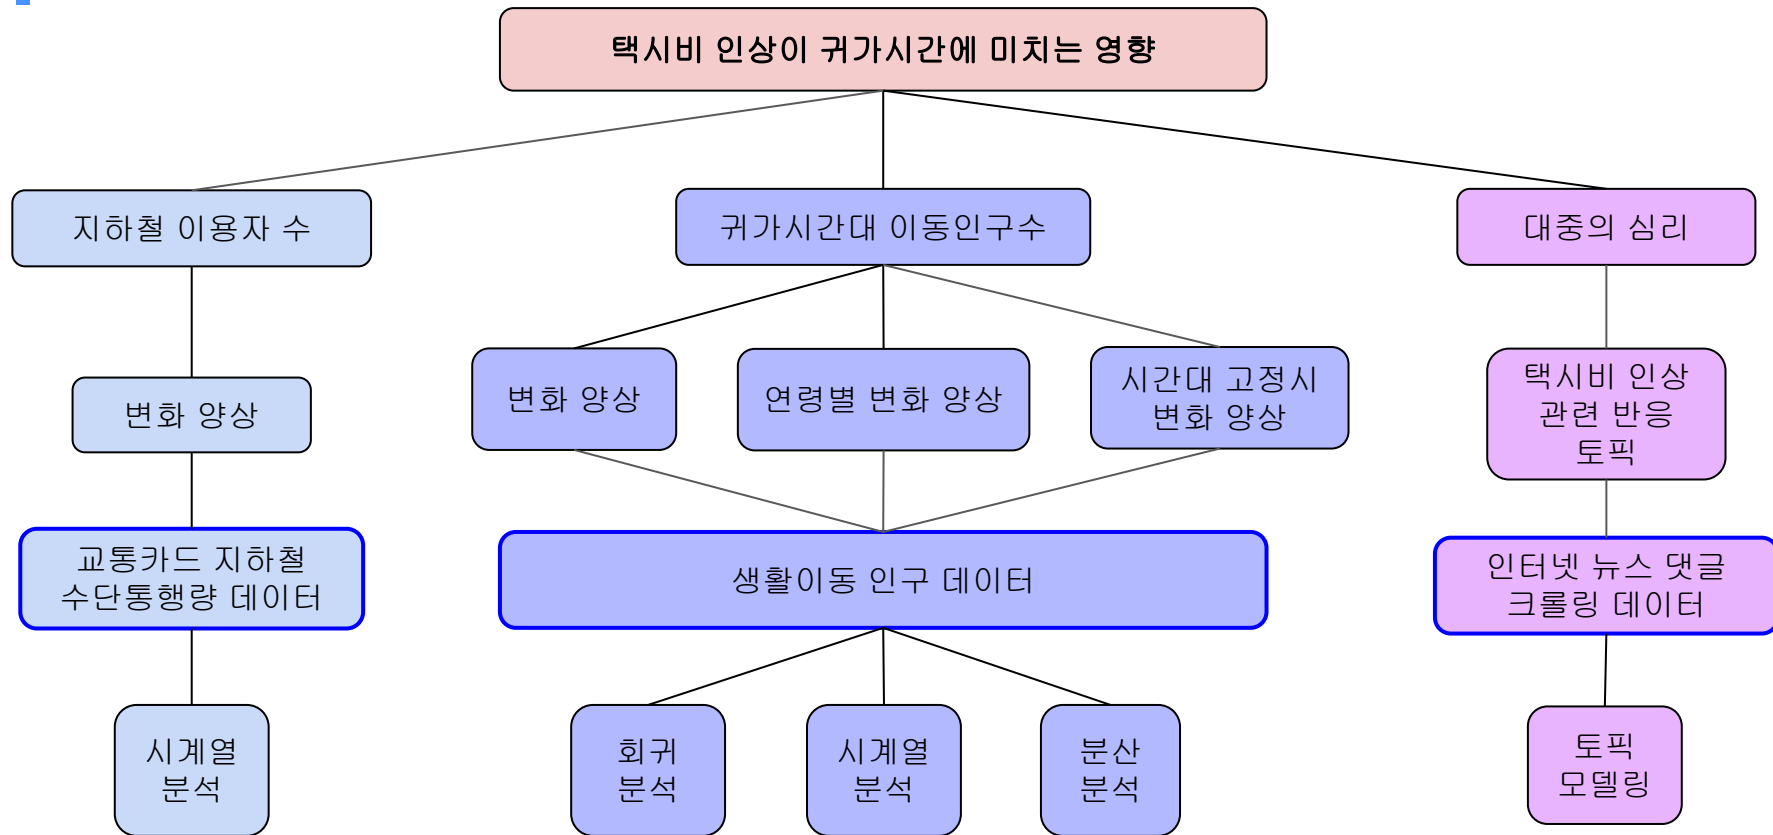 택시비 인상이 귀가시간에 미치는 영향
지하철 이용자 수
귀가시간대 이동인구수
대중의 심리
변화 양상
변화 양상
연령별 변화 양상
시간대 고정시
변화 양상
택시비 인상
관련 반응
토픽
교통카드 지하철
수단통행량 데이터
생활이동 인구 데이터
인터넷 뉴스 댓글
크롤링 데이터
시계열
분석
회귀
분석
시계열
분석
분산
분석
토픽
모델링